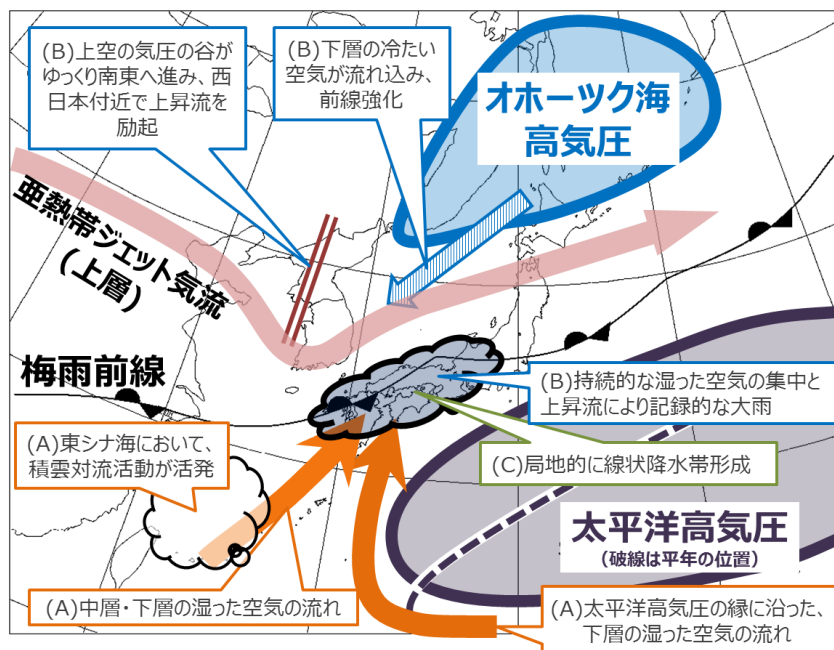 (B)上空の気圧の谷が
ゆっくり南東へ進み、西
日本付近で上昇流を
励起
(B)下層の冷たい
空気が流れ込み、
前線強化
オホーツク海
高気圧
亜熱帯ジェット気流
(上層)
梅雨前線
(B)持続的な湿った空気の集中と
上昇流により記録的な大雨
(A)東シナ海において、
積雲対流活動が活発
(C)局地的に線状降水帯形成
太平洋高気圧
(破線は平年の位置)
(A)中層・下層の湿った空気の流れ
(A)太平洋高気圧の縁に沿った、
下層の湿った空気の流れ